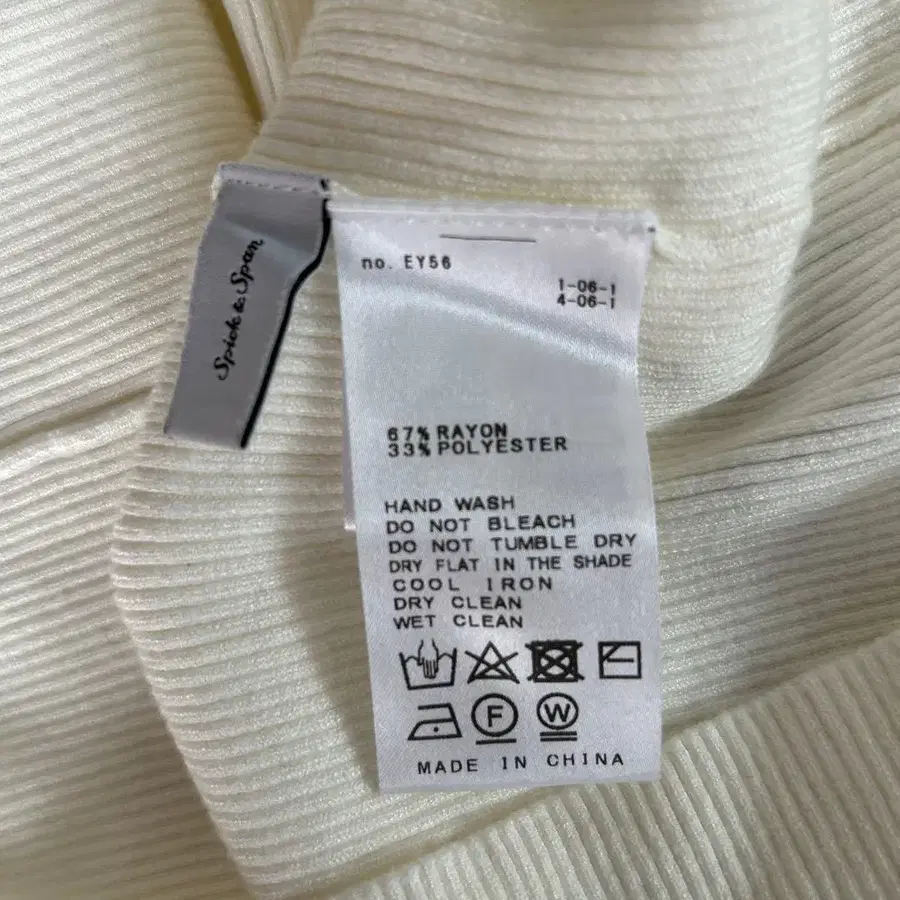 Spick & Span
no. EY56
1-06-1
4-06-1
67% RAYON
33% POLYESTER
HAND WASH
DO NOT BLEACH
DO NOT TUMBLE DRY
DRY FLAT IN THE SHADE
COOL IRON
DRY CLEAN
WET CLEAN
F W
MADE IN CHINA